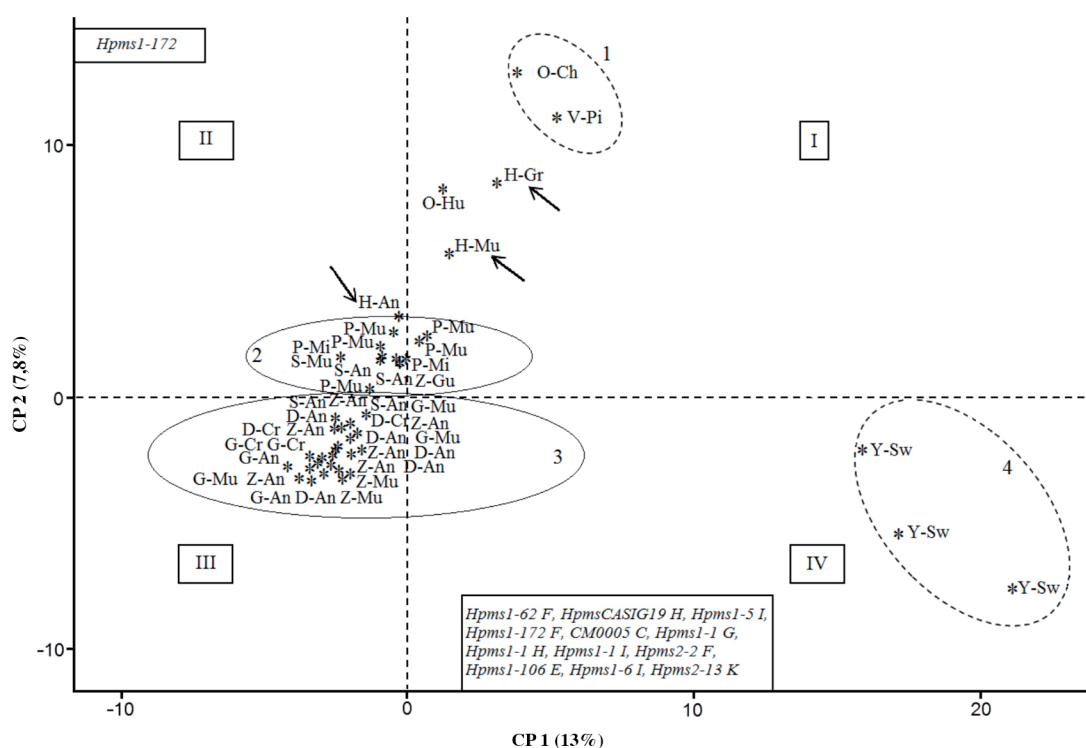 Hpms1-172
1
O-Ch
V-Pi
II
I
10
H-Gr
O-Hu
H-Mu
H-An
P-Mu P-Mu
P-Mi P-Mu P-Mu
2 S-Mu P-Mi
S-An S-An Z-Gu
P-Mu
0
S-An Z-An S-An G-Mu
D-An D-Cr Z-An
D-Cr Z-An D-An G-Mu
G-Cr G-Cr Z-An D-An 3
G-An Z-An D-An
G-Mu Z-An Z-Mu
G-An D-An Z-Mu
Y-Sw 4
Y-Sw
Y-Sw
III
IV
Hpms1-62 F, HpmsCASIG19 H, Hpms1-5 I,
Hpms1-172 F, CM0005 C, Hpms1-1 G,
Hpms1-1 H, Hpms1-1 I, Hpms2-2 F,
Hpms1-106 E, Hpms1-6 I, Hpms2-13 K
-10
-10 0 10 20
CP 1 (13%)
CP 2 (7,8%)